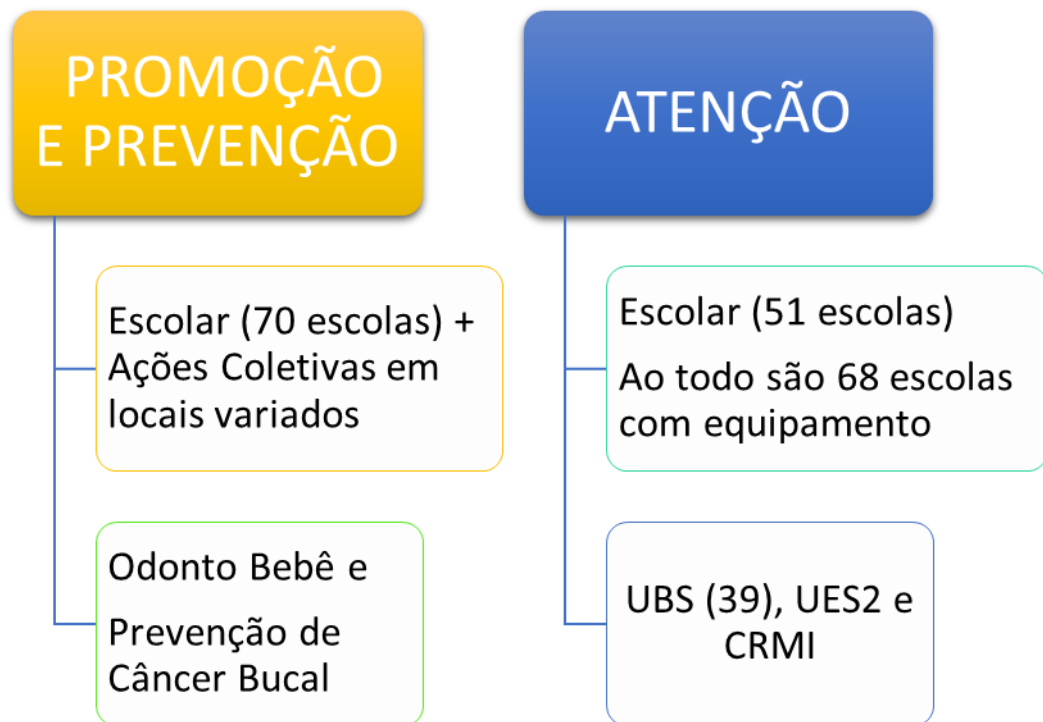 PROMOÇÃO
E PREVENÇÃO
Escolar (70 escolas) +
Ações Coletivas em
locais variados
Odonto Bebê e
Prevenção de
Câncer Bucal
ATENÇÃO
Escolar (51 escolas)
Ao todo são 68 escolas
com equipamento
UBS (39), UES2 e
CRMI